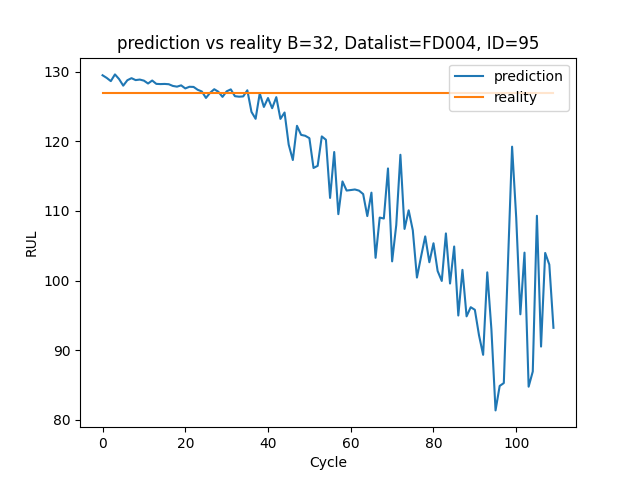 prediction vs reality B=32, Datalist=FD004, ID=95
prediction
reality
130
120
110
100
90
80
RUL
0
20
40
60
80
100
Cycle